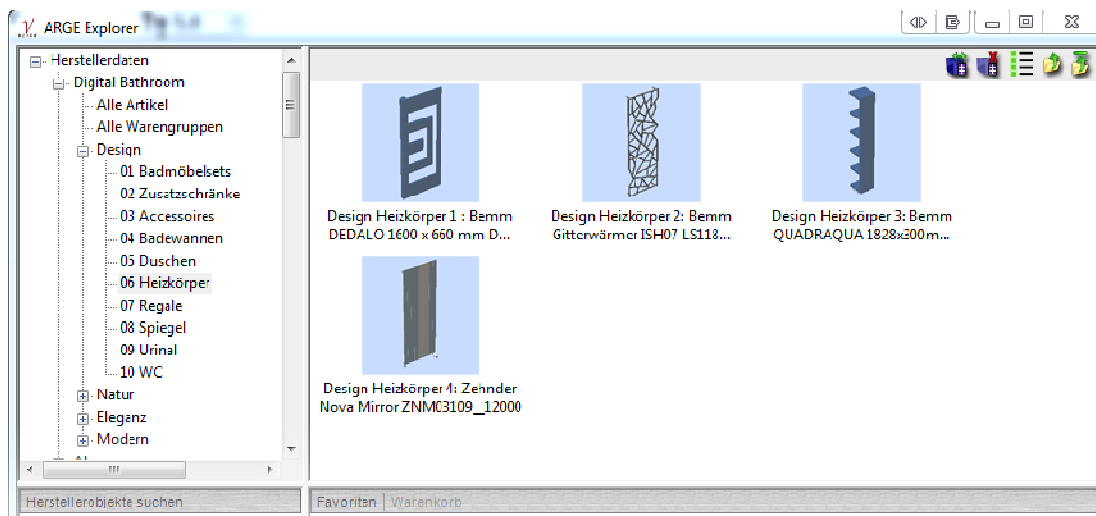 ARGE Explorer
Herstellerdaten
Digital Bathroom
Alle Artikel
Alle Warengruppen
Design
01 Badmöbelsets
02 Zusatzschränke
03 Accessoires
04 Badewannen
05 Duschen
06 Heizkörper
07 Regale
08 Spiegel
09 Urinal
10 WC
Natur
Eleganz
Modern
Herstellerobjekte suchen
Design Heizkörper 1 : Bemm
DEDALO 1600 x 660 mm D...
Design Heizkörper 2: Bemm
Gitterwärmer ISH07 LS118...
Design Heizkörper 3: Bemm
QUADRAQUA 1828x300m...
Design Heizkörper 4: Zehnder
Nova Mirror ZNM03109__12000
Favoriten | Warenkorb